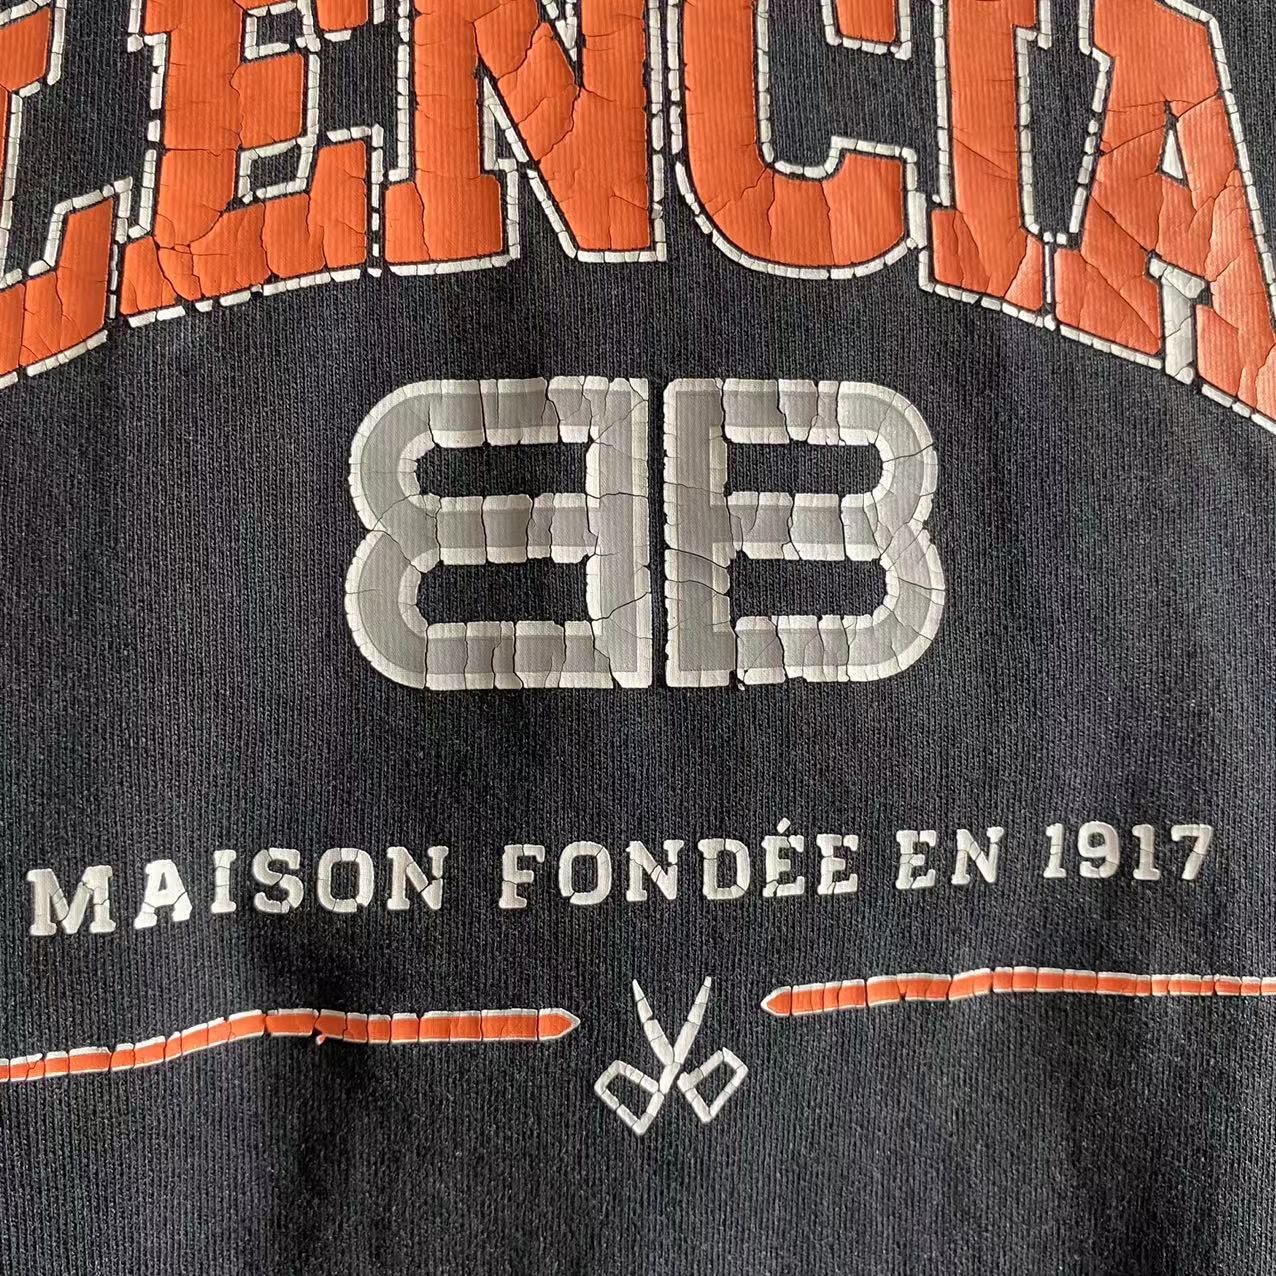 LENCIA
BB
MAISON FONDÉE EN 1917